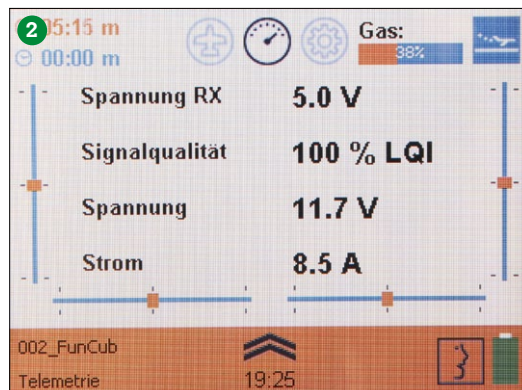 2
05:15 m
00:00 m
Gas:
38%
Spannung RX 5.0 V
Signalqualität 100 % LQI
Spannung 11.7 V
Strom 8.5 A
002_FunCub
Telemetrie 19:25